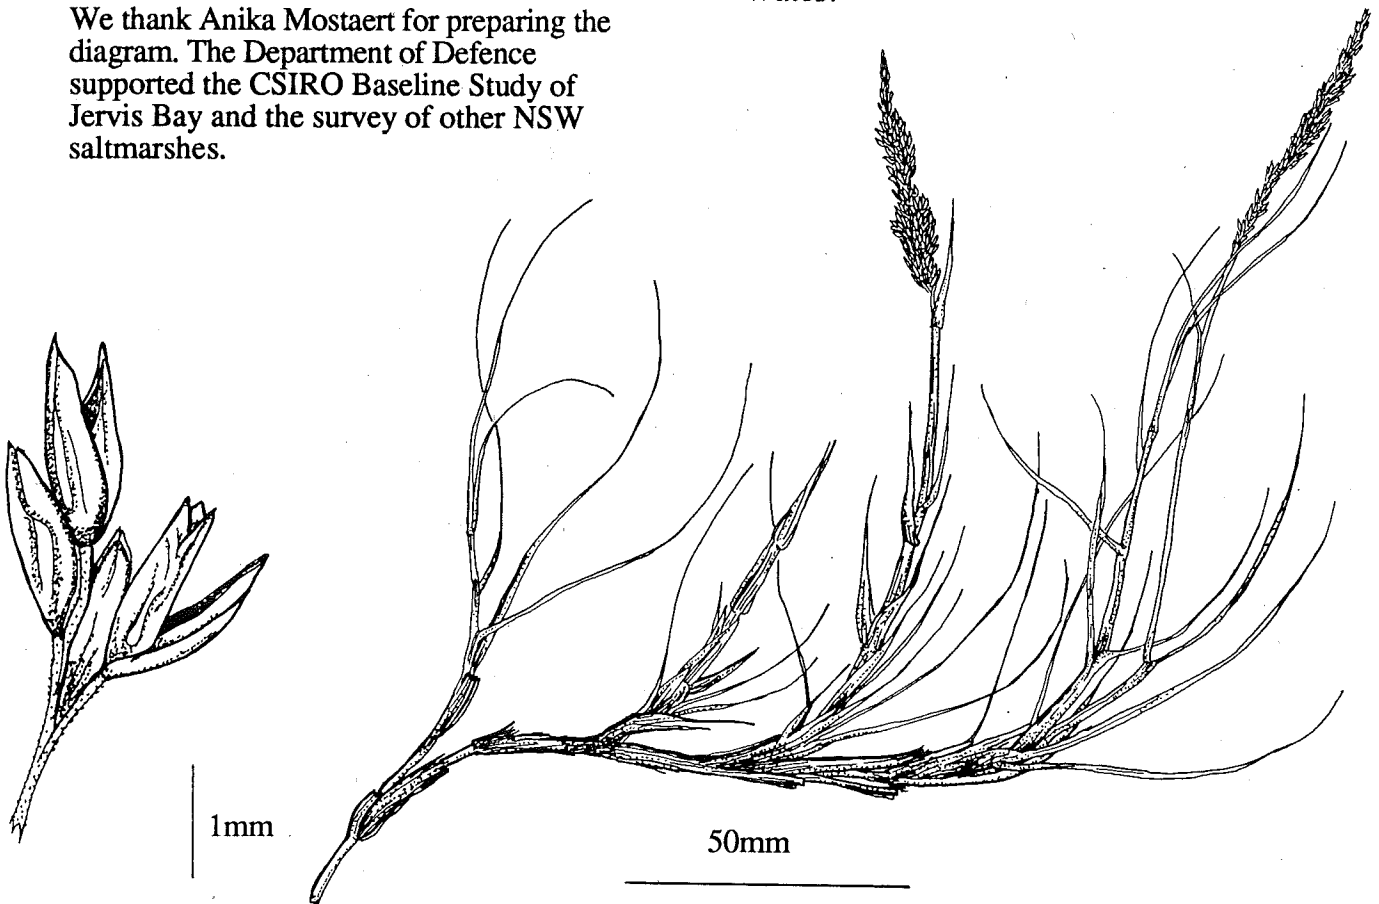 We thank Anika Mostaert for preparing the
diagram. The Department of Defence
supported the CSIRO Baseline Study of
Jervis Bay and the survey of other NSW
saltmarshes.
1mm
50mm